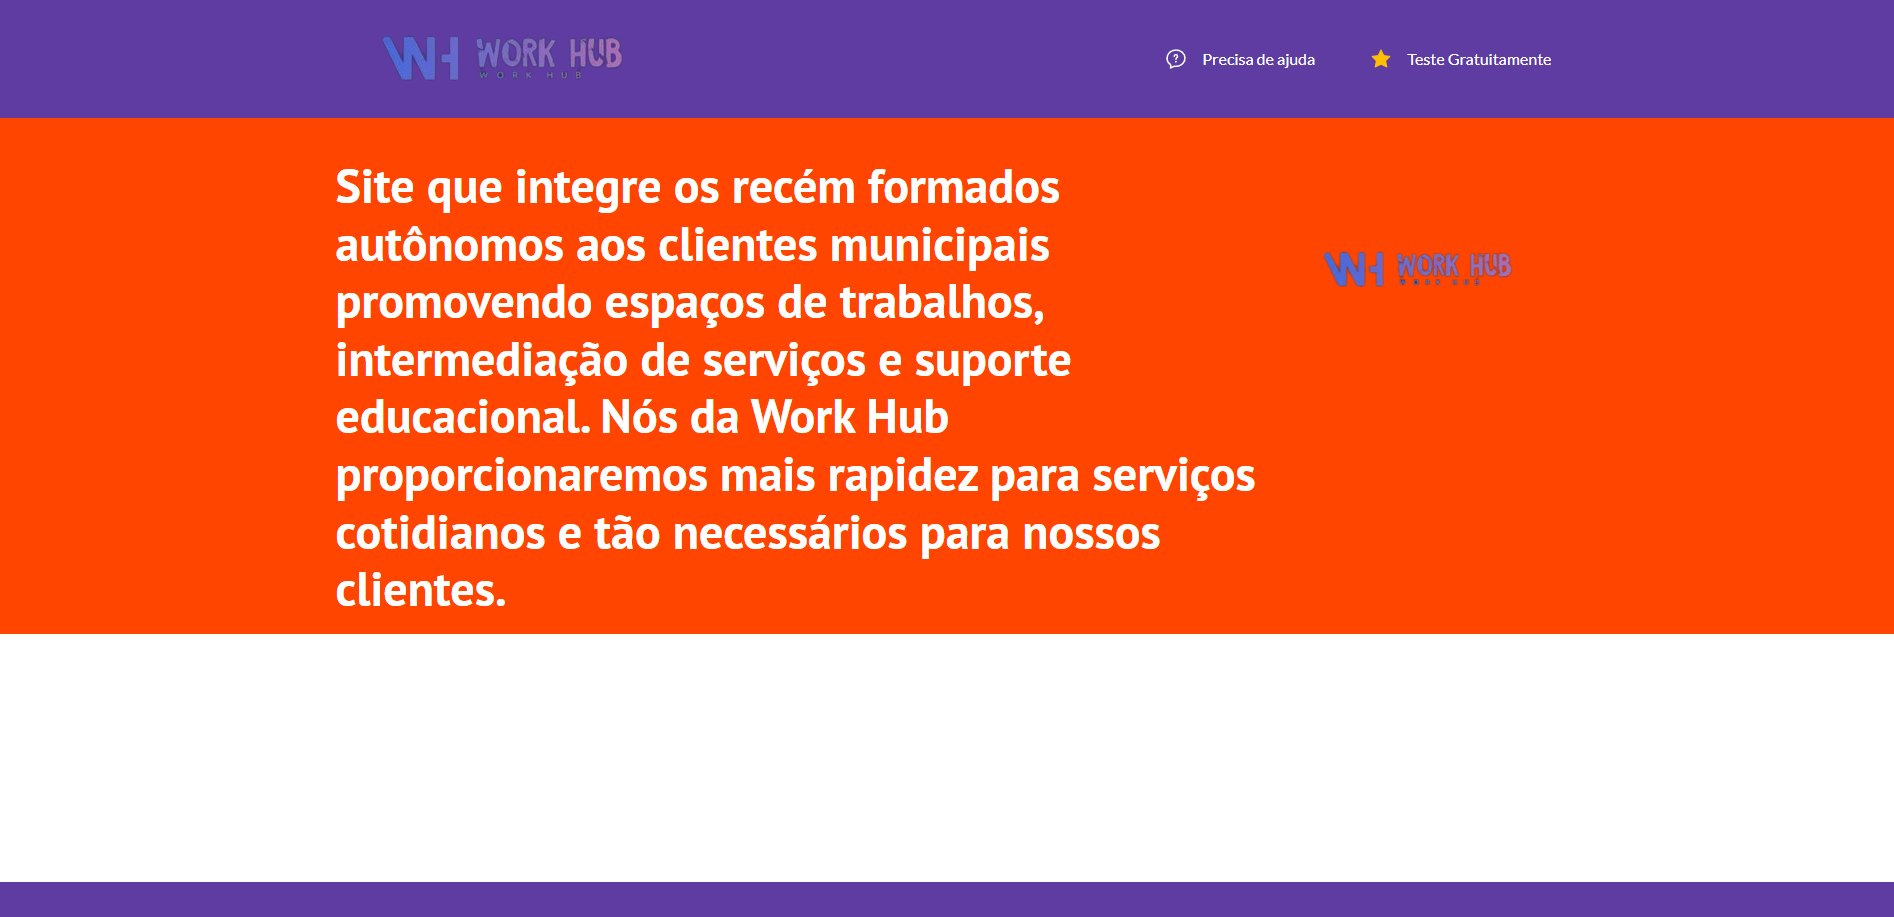 WH WORK HUB
WORK HUB
Precisa de ajuda
Teste Gratuitamente
Site que integre os recém formados
autônomos aos clientes municipais
promovendo espaços de trabalhos,
intermediação de serviços e suporte
educacional. Nós da Work Hub
proporcionaremos mais rapidez para serviços
cotidianos e tão necessários para nossos
clientes.
WH WORK HUB
WORK HUB